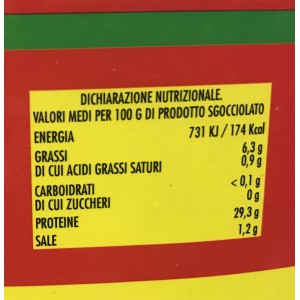 DICHIARAZIONE NUTRIZIONALE.
VALORI MEDI PER 100 G DI PRODOTTO SGOCCIOLATO
ENERGIA 731 KJ / 174 Kcal
GRASSI 6,3 g
DI CUI ACIDI GRASSI SATURI 0,9 g
CARBOIDRATI < 0,1 g
DI CUI ZUCCHERI 0 g
PROTEINE 29,3 g
SALE 1,2 g